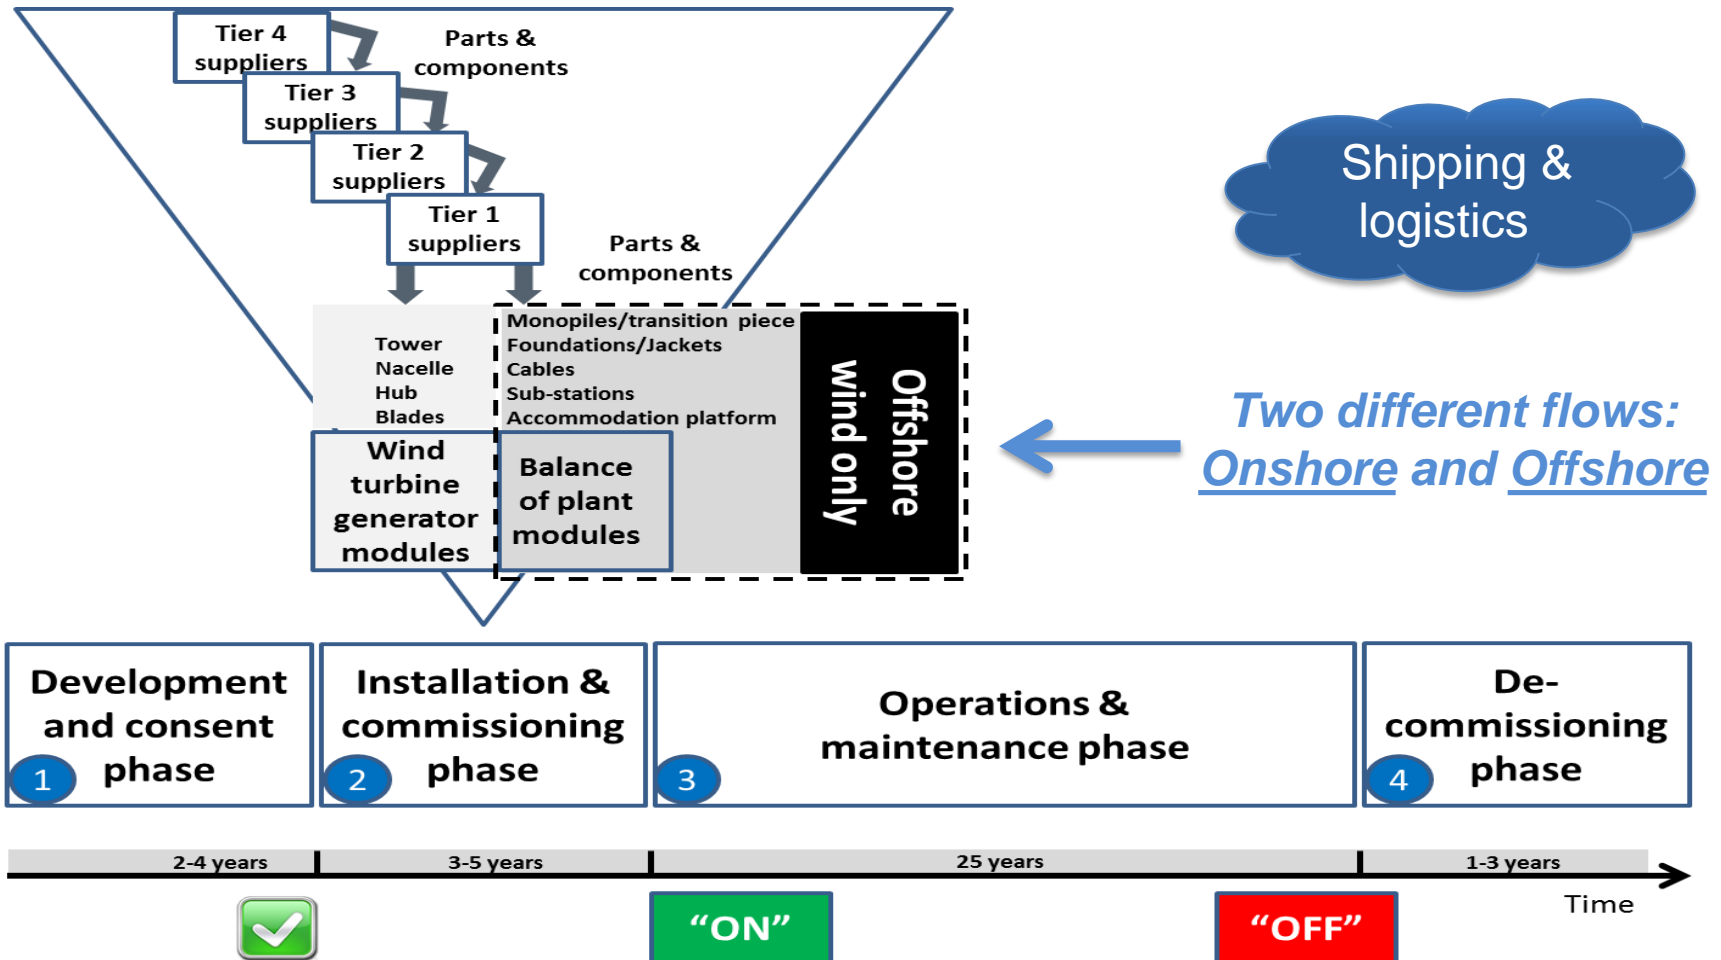 Tier 4
suppliers
Parts &
components
Tier 3
suppliers
Tier 2
suppliers
Tier 1
suppliers
Parts &
components
Shipping &
logistics
Tower
Nacelle
Hub
Blades
Monopiles/transition piece
Foundations/Jackets
Cables
Sub-stations
Accommodation platform
Offshore
wind only
Wind
turbine
generator
modules
Balance
of plant
modules
Two different flows:
Onshore and Offshore
Development
and consent
phase
1
Installation &
commissioning
phase
2
Operations &
maintenance phase
3
De-
commissioning
phase
4
2-4 years
3-5 years
25 years
1-3 years
Time
“ON”
“OFF”